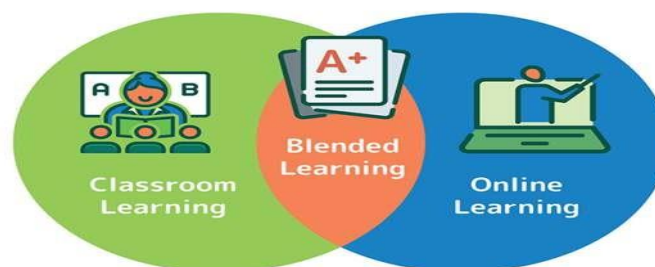 A B
Classroom
Learning
A+
Blended
Learning
Online
Learning